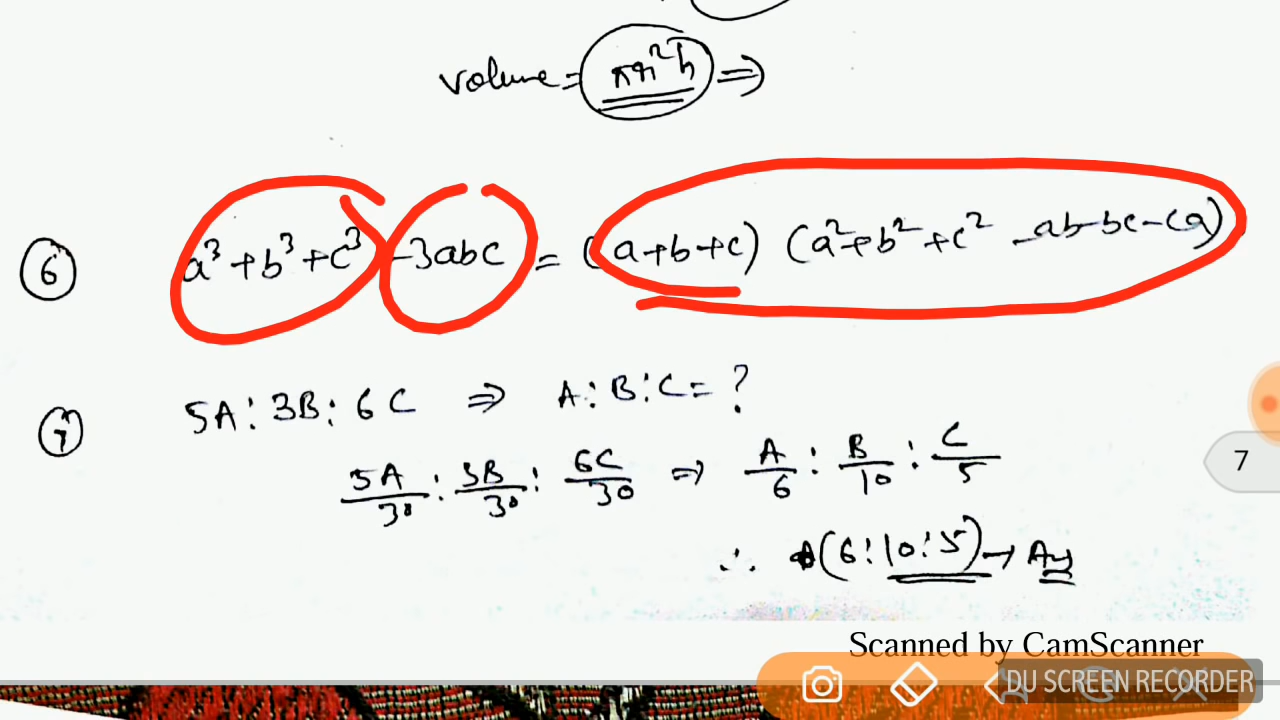 volume = πr²h ⇒
⑥ a³+b³+c³ -3abc = (a+b+c) (a²+b²+c² -ab-bc-ca)
⑦ 5A:3B:6C ⇒ A:B:C = ?
5A/30 : 3B/30 : 6C/30 ⇒ A/6 : B/10 : C/5
7
∴ (6:10:5) → Ans
Scanned by CamScanner
DU SCREEN RECORDER